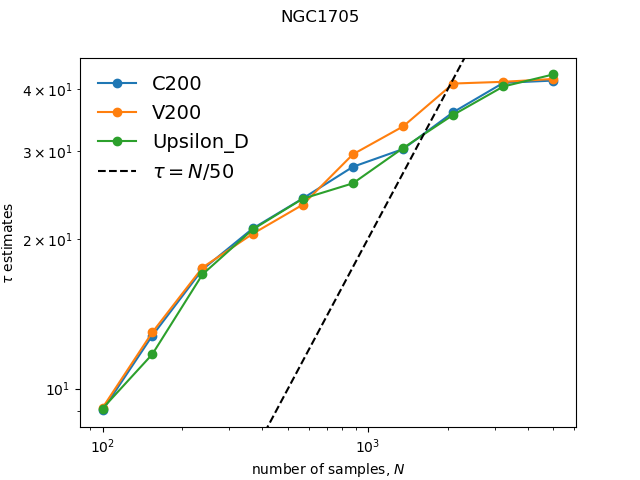 NGC1705
C200
V200
Upsilon_D
τ = N/50
4 × 10¹
3 × 10¹
2 × 10¹
10¹
τ estimates
10² 10³
number of samples, N